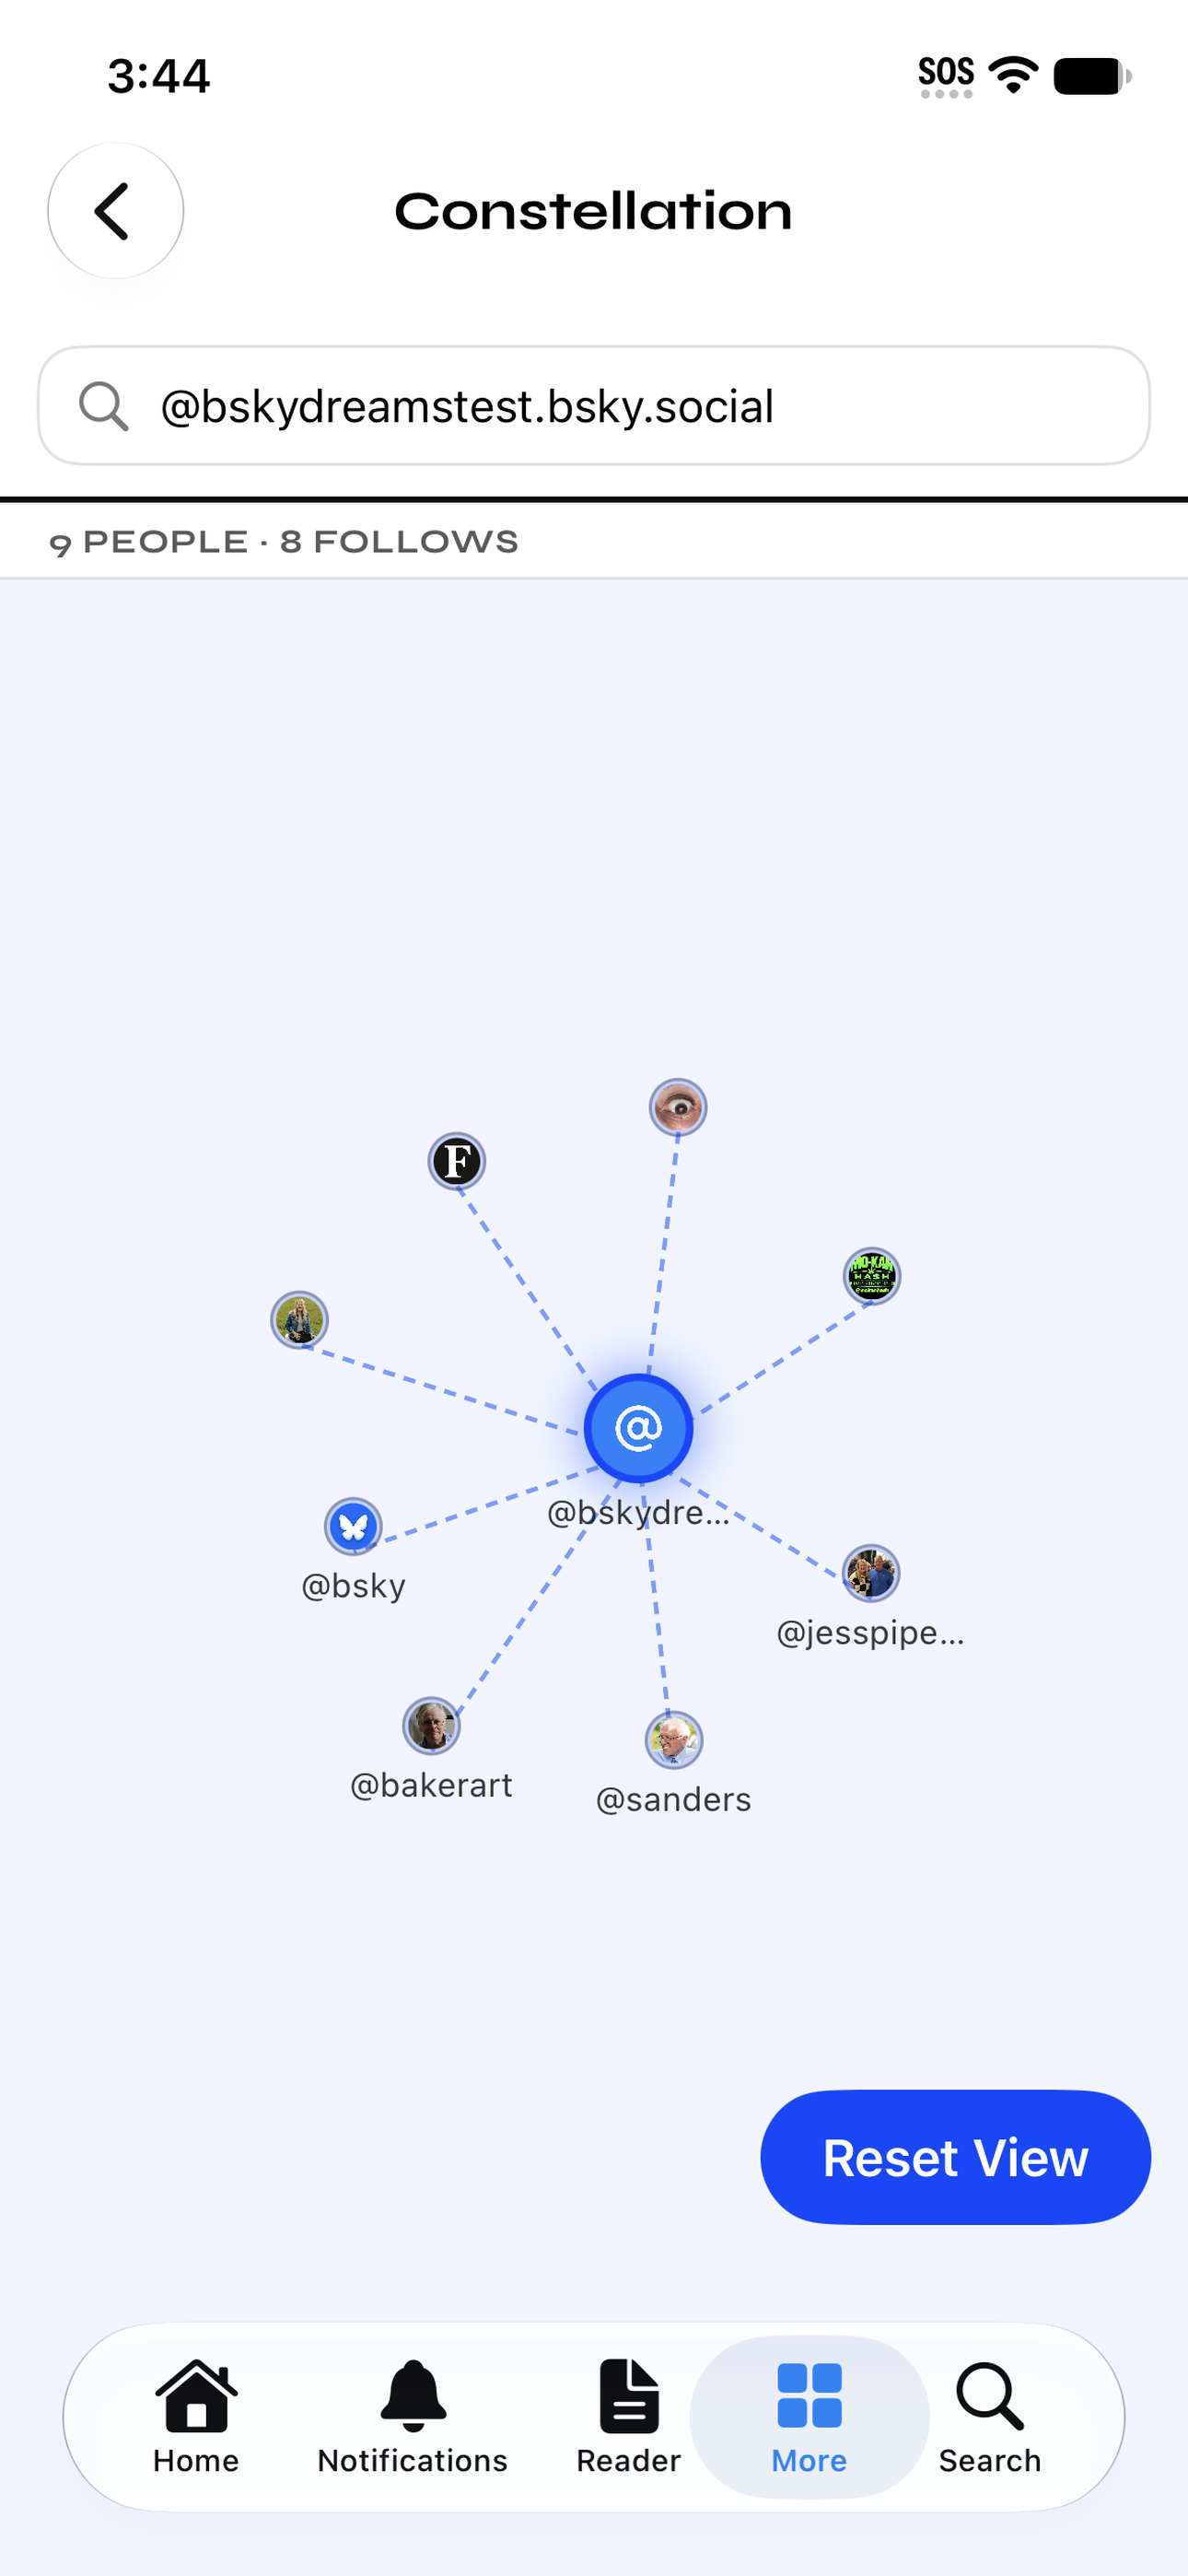 3:44
SOS
Constellation
@bskydreamstest.bsky.social
9 PEOPLE · 8 FOLLOWS
F
HASH
@
@bskydre...
@bsky
@jesspipe...
@bakerart
@sanders
Reset View
Home
Notifications
Reader
More
Search